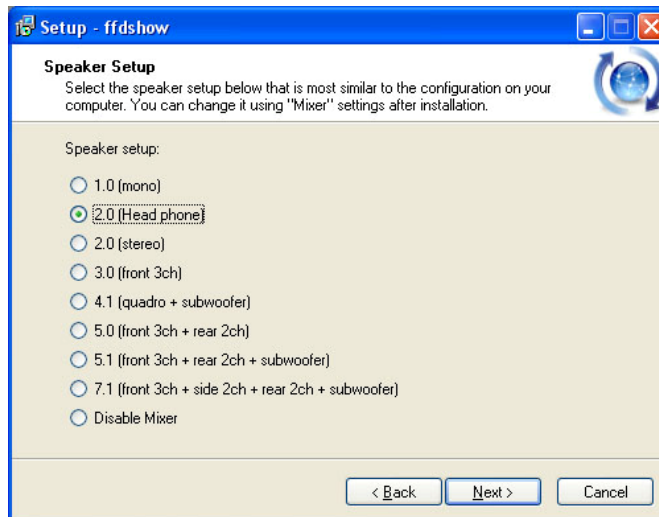 Setup - ffdshow
Speaker Setup
Select the speaker setup below that is most similar to the configuration on your
computer. You can change it using "Mixer" settings after installation.
Speaker setup:
1.0 (mono)
2.0 (Head phone)
2.0 (stereo)
3.0 (front 3ch)
4.1 (quadro + subwoofer)
5.0 (front 3ch + rear 2ch)
5.1 (front 3ch + rear 2ch + subwoofer)
7.1 (front 3ch + side 2ch + rear 2ch + subwoofer)
Disable Mixer
< Back Next > Cancel